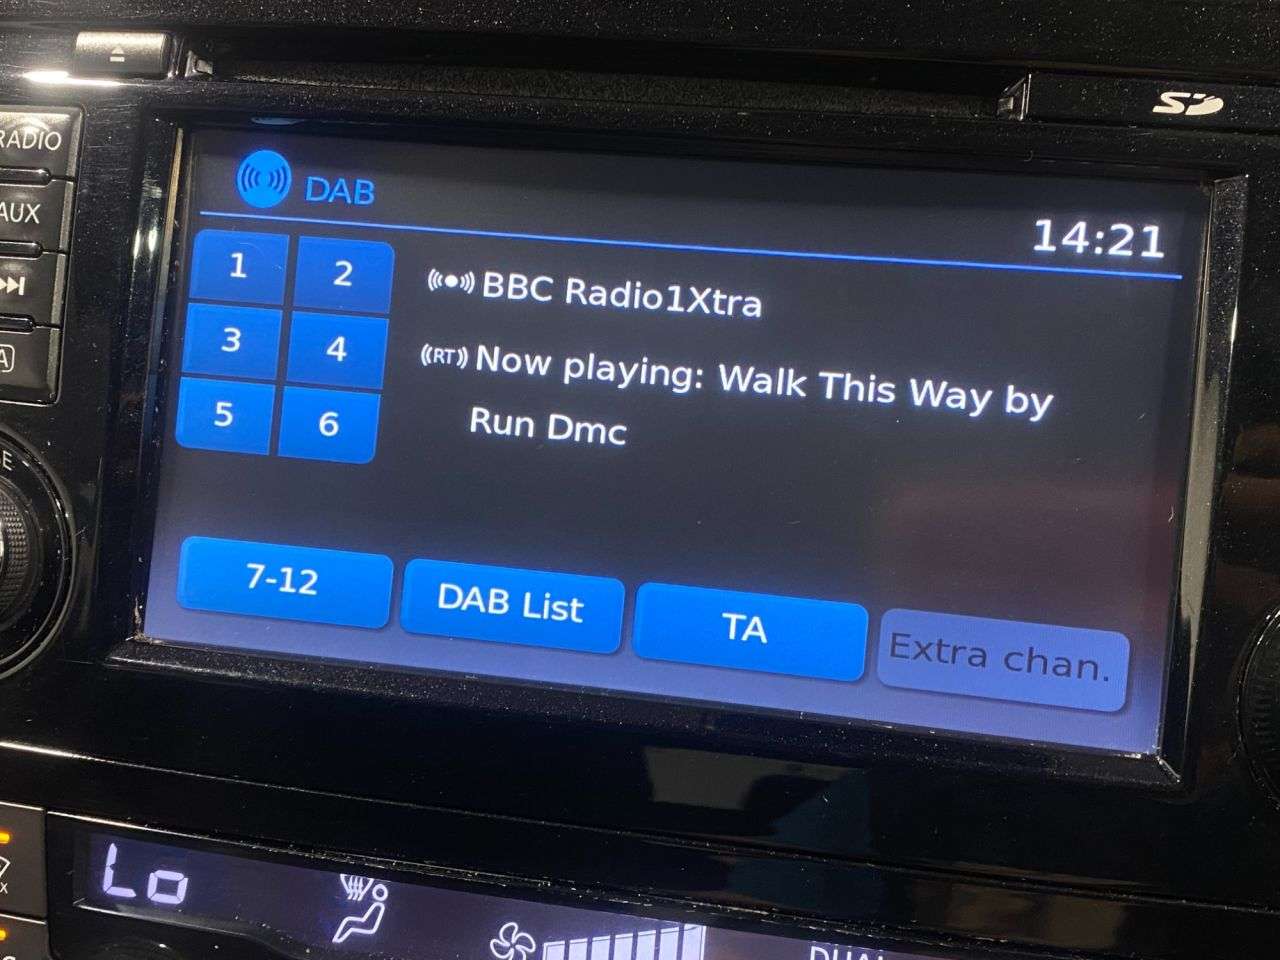 SD
RADIO
AUX
DAB
14:21
1 2
3 4
5 6
BBC Radio1Xtra
RT Now playing: Walk This Way by
Run Dmc
7-12 DAB List TA Extra chan.
Lo
DUAL